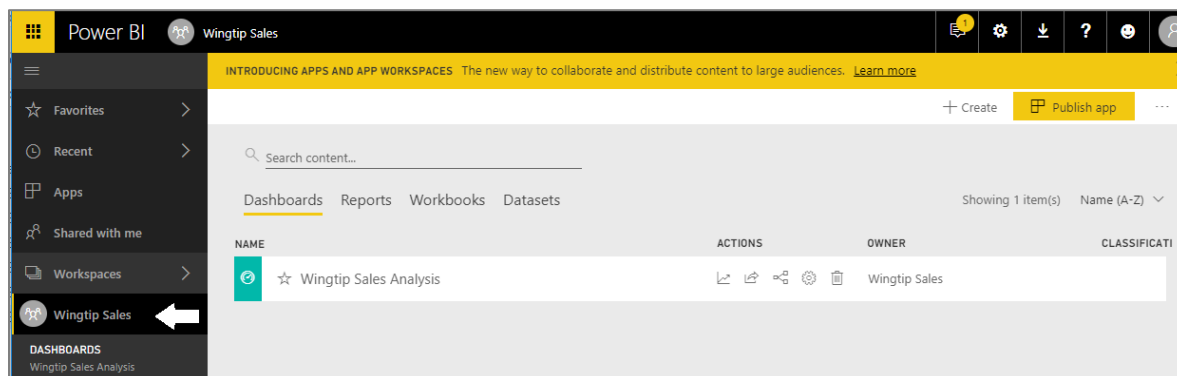 Power BI Wingtip Sales 1 ?
INTRODUCING APPS AND APP WORKSPACES The new way to collaborate and distribute content to large audiences. Learn more
Favorites
Recent
Apps
Shared with me
Workspaces
Wingtip Sales
DASHBOARDS
Wingtip Sales Analysis
+ Create Publish app ...
Search content...
Dashboards Reports Workbooks Datasets Showing 1 item(s) Name (A-Z)
NAME ACTIONS OWNER CLASSIFICATI
Wingtip Sales Analysis Wingtip Sales